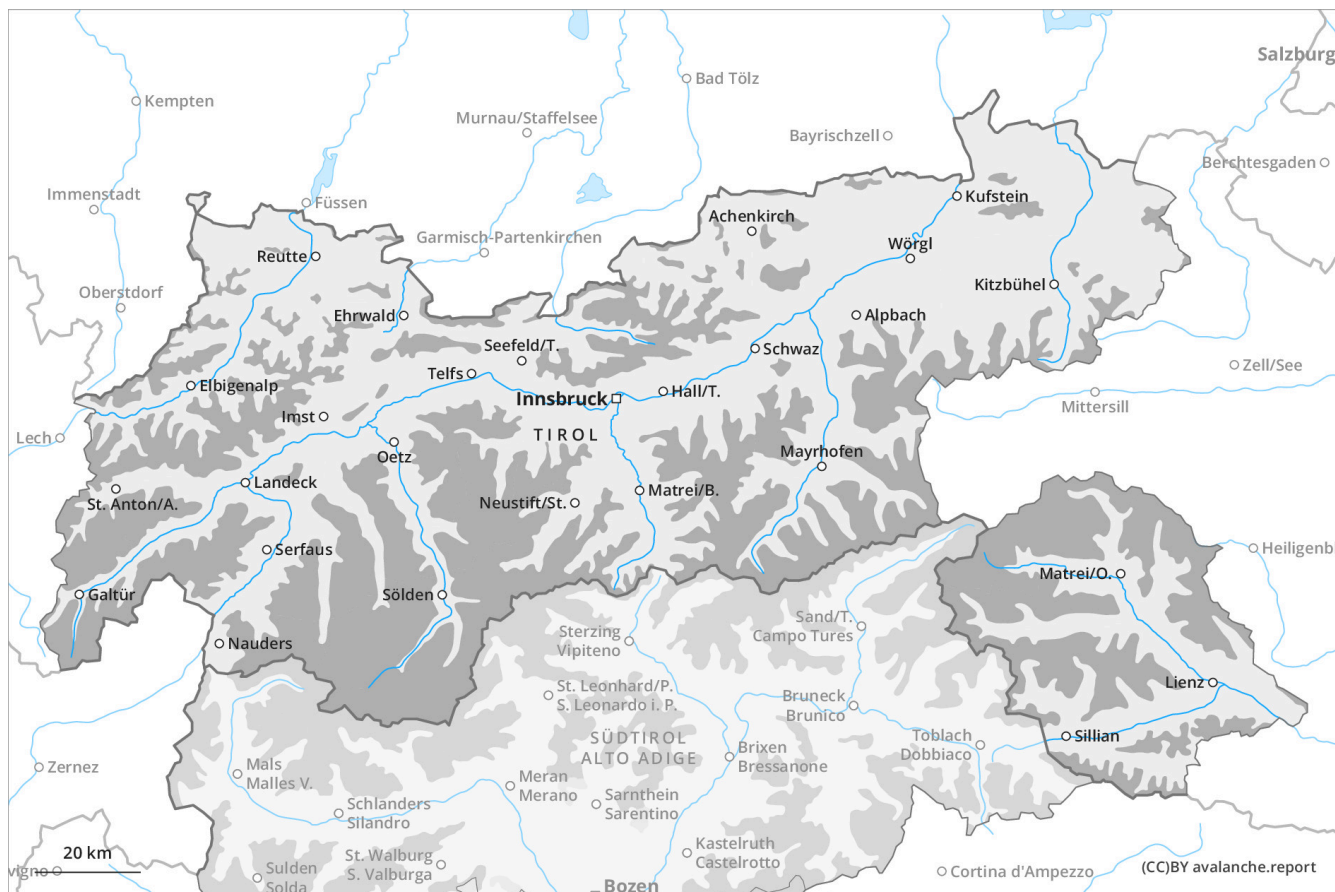 Salzburg
Bad Tölz
Kempten
Murnau/Staffelsee
Bayrischzell
Berchtesgaden
Immenstadt
Füssen
Kufstein
Achenkirch
Garmisch-Partenkirchen
Wörgl
Reutte
Kitzbühel
Oberstdorf
Ehrwald
Alpbach
Seefeld/T.
Schwaz
Zell/See
Telfs
Elbigenalp
Hall/T.
Innsbruck
Mittersill
Imst
TIROL
Lech
Oetz
Mayrhofen
Landeck
Matrei/B.
St. Anton/A.
Neustift/St.
Serfaus
Heiligenb
Matrei/O.
Galtür
Sölden
Sand/T.
Campo Tures
Sterzing
Vipiteno
Nauders
Lienz
St. Leonhard/P.
S. Leonardo i. P.
Bruneck
Brunico
Toblach
Dobbiaco
Sillian
SÜDTIROL
ALTO ADIGE
Brixen
Bressanone
Zernez
Mals
Malles V.
Meran
Merano
Sarnthein
Sarentino
Schlanders
Silandro
Kastelruth
Castelrotto
20 km
St. Walburg
S. Valburga
vigno
Sulden
Solda
Cortina d'Ampezzo
(CC)BY avalanche.report
Bozen